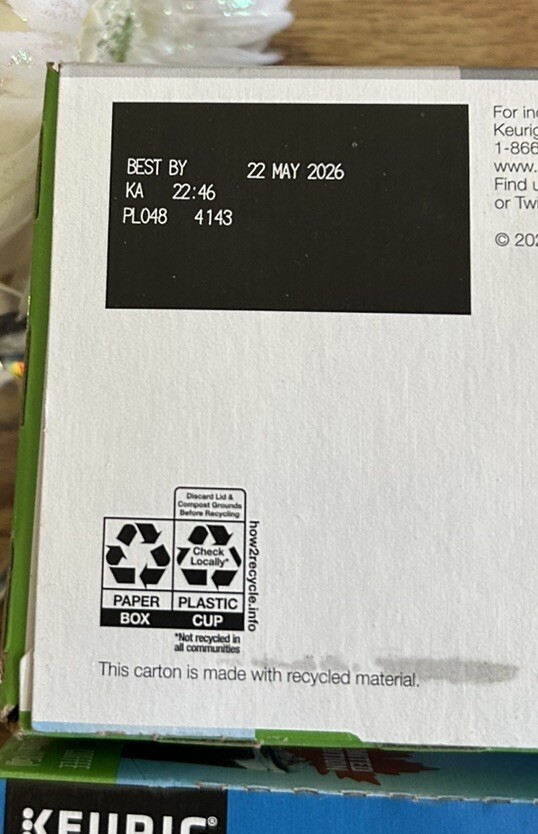 BEST BY 22 MAY 2026
KA 22:46
PL048 4143
For
Keurig
1-866
www.
Find
or
© 202
Discard Lid &
Compost Grounds
Before Recycling
Check
Locally*
PAPER PLASTIC
BOX CUP
how2recycle.info
*Not recycled in
all communities
This carton is made with recycled material.
KEURIG®